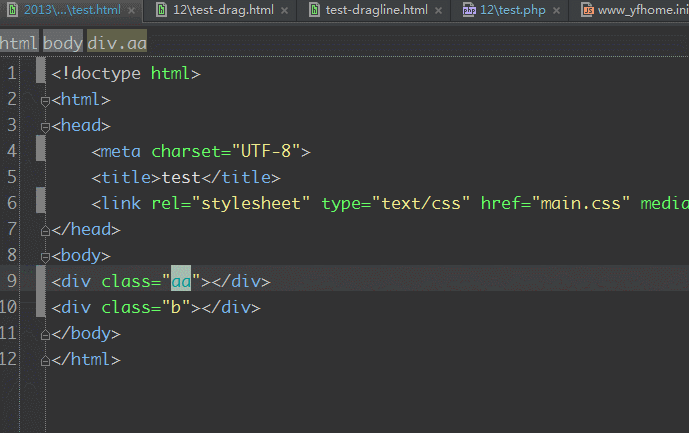 2013\...\test.html × 12\test-drag.html × test-dragline.html × 12\test.php × www_yfhome.ini
html body div.aa
1 <!doctype html>
2 <html>
3 <head>
4 <meta charset="UTF-8">
5 <title>test</title>
6 <link rel="stylesheet" type="text/css" href="main.css" media
7 </head>
8 <body>
9 <div class="aa"></div>
10 <div class="b"></div>
11 </body>
12 </html>